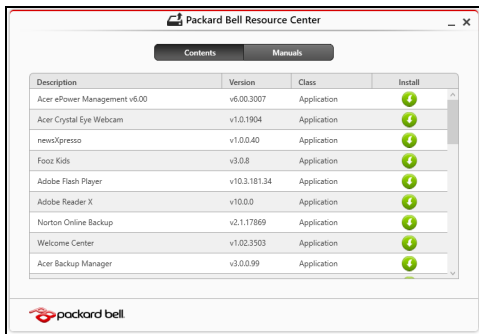 Packard Bell Resource Center
Contents Manuals
Description Version Class Install
Acer ePower Management v6.00 v6.00.3007 Application
Acer Crystal Eye Webcam v1.0.1904 Application
newsXpresso v1.0.0.40 Application
Fooz Kids v3.0.8 Application
Adobe Flash Player v10.3.181.34 Application
Adobe Reader X v10.0.0 Application
Norton Online Backup v2.1.17869 Application
Welcome Center v1.02.3503 Application
Acer Backup Manager v3.0.0.99 Application
packard bell